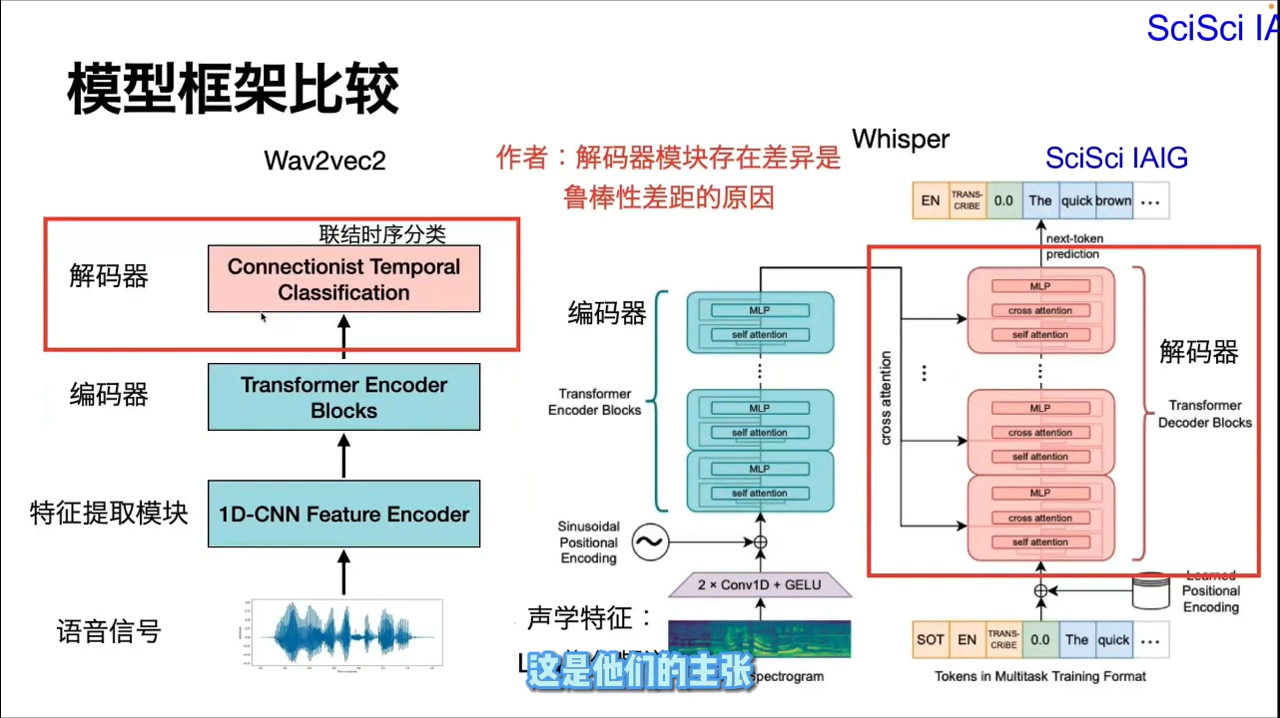 SciSci IA
模型框架比较
Wav2vec2
联结时序分类
解码器
Connectionist Temporal
Classification
编码器
Transformer Encoder
Blocks
特征提取模块
1D-CNN Feature Encoder
语音信号
作者：解码器模块存在差异是
鲁棒性差距的原因
Whisper
SciSci IAIG
EN
TRANS-
CRIBE
0.0
The
quick
brown
...
next-token
prediction
编码器
Transformer
Encoder Blocks
MLP
self attention
MLP
self attention
MLP
self attention
cross attention
MLP
cross attention
self attention
MLP
cross attention
self attention
MLP
cross attention
self attention
解码器
Transformer
Decoder Blocks
Sinusoidal
Positional
Encoding
2 × Conv1D + GELU
声学特征：
spectrogram
Learned
Positional
Encoding
SOT
EN
TRANS-
CRIBE
0.0
The
quick
...
Tokens in Multitask Training Format
这是他们的主张